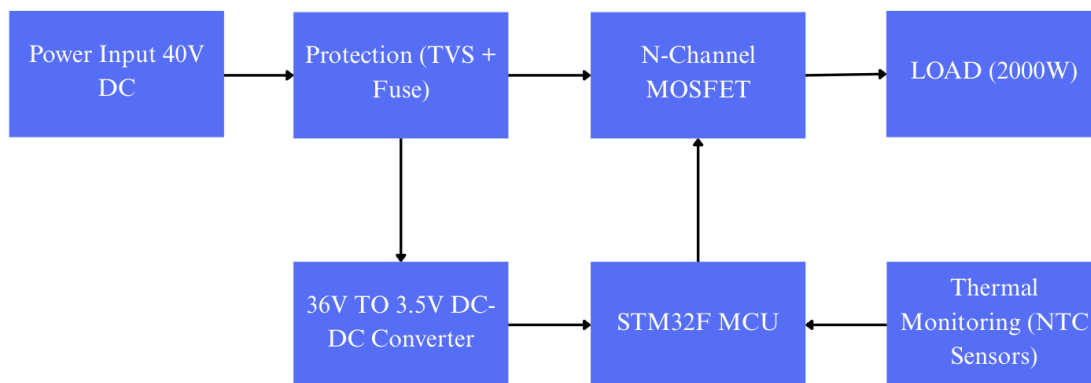 Power Input 40V
DC
Protection (TVS +
Fuse)
N-Channel
MOSFET
LOAD (2000W)
36V TO 3.5V DC-
DC Converter
STM32F MCU
Thermal
Monitoring (NTC
Sensors)